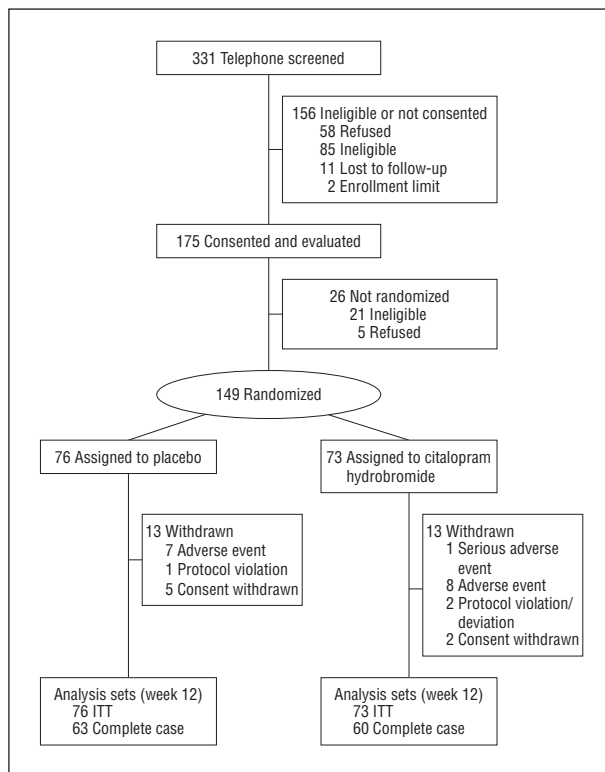 331 Telephone screened
156 Ineligible or not consented
58 Refused
85 Ineligible
11 Lost to follow-up
2 Enrollment limit
175 Consented and evaluated
26 Not randomized
21 Ineligible
5 Refused
149 Randomized
76 Assigned to placebo
73 Assigned to citalopram
hydrobromide
13 Withdrawn
7 Adverse event
1 Protocol violation
5 Consent withdrawn
13 Withdrawn
1 Serious adverse
event
8 Adverse event
2 Protocol violation/
deviation
2 Consent withdrawn
Analysis sets (week 12)
76 ITT
63 Complete case
Analysis sets (week 12)
73 ITT
60 Complete case